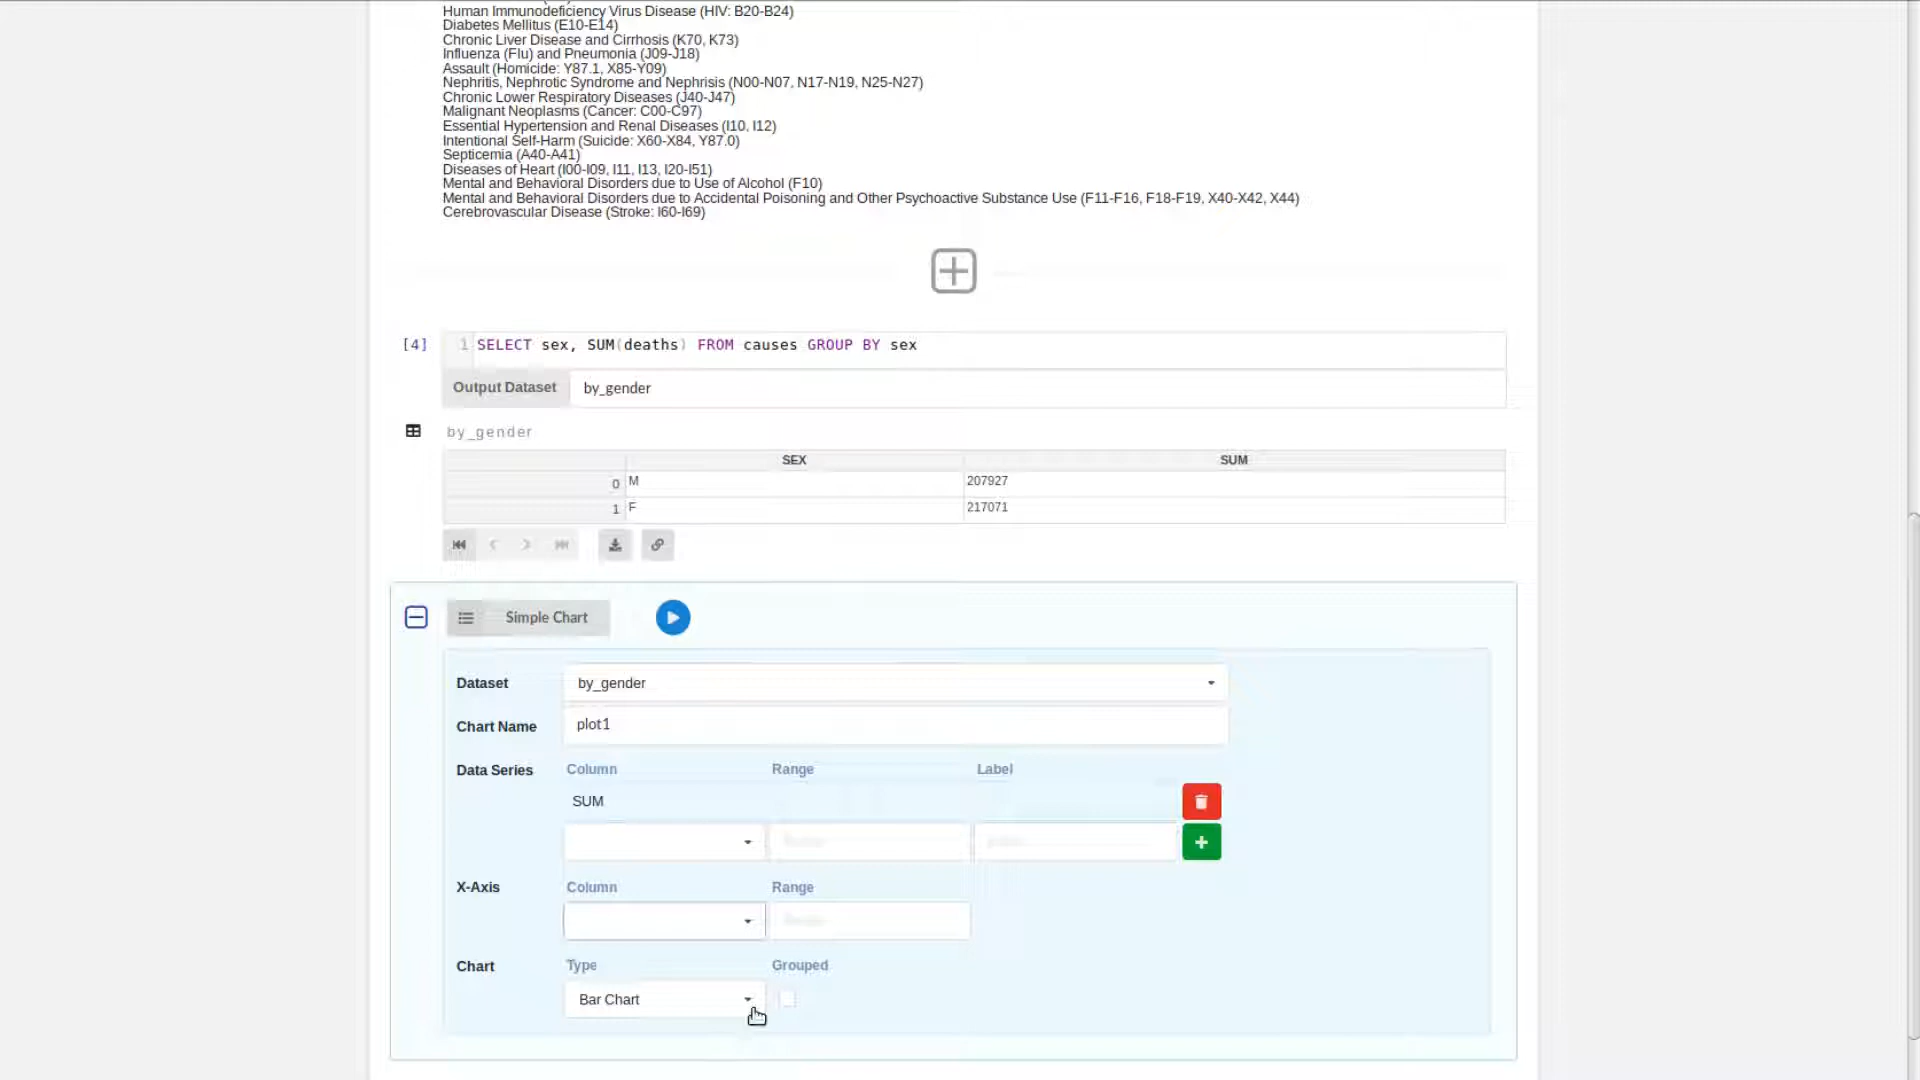 Human Immunodeficiency Virus Disease (HIV: B20-B24)
Diabetes Mellitus (E10-E14)
Chronic Liver Disease and Cirrhosis (K70, K73)
Influenza (Flu) and Pneumonia (J09-J18)
Assault (Homicide: Y87.1, X85-Y09)
Nephritis, Nephrotic Syndrome and Nephrisis (N00-N07, N17-N19, N25-N27)
Chronic Lower Respiratory Diseases (J40-J47)
Malignant Neoplasms (Cancer: C00-C97)
Essential Hypertension and Renal Diseases (I10, I12)
Intentional Self-Harm (Suicide: X60-X84, Y87.0)
Septicemia (A40-A41)
Diseases of Heart (I00-I09, I11, I13, I20-I51)
Mental and Behavioral Disorders due to Use of Alcohol (F10)
Mental and Behavioral Disorders due to Accidental Poisoning and Other Psychoactive Substance Use (F11-F16, F18-F19, X40-X42, X44)
Cerebrovascular Disease (Stroke: I60-I69)
[4] 1 SELECT sex, SUM(deaths) FROM causes GROUP BY sex
Output Dataset by_gender
by_gender
SEX SUM
0 M 207927
1 F 217071
Simple Chart
Dataset by_gender
Chart Name plot1
Data Series Column Range Label
SUM
X-Axis Column Range
Chart Type Grouped
Bar Chart